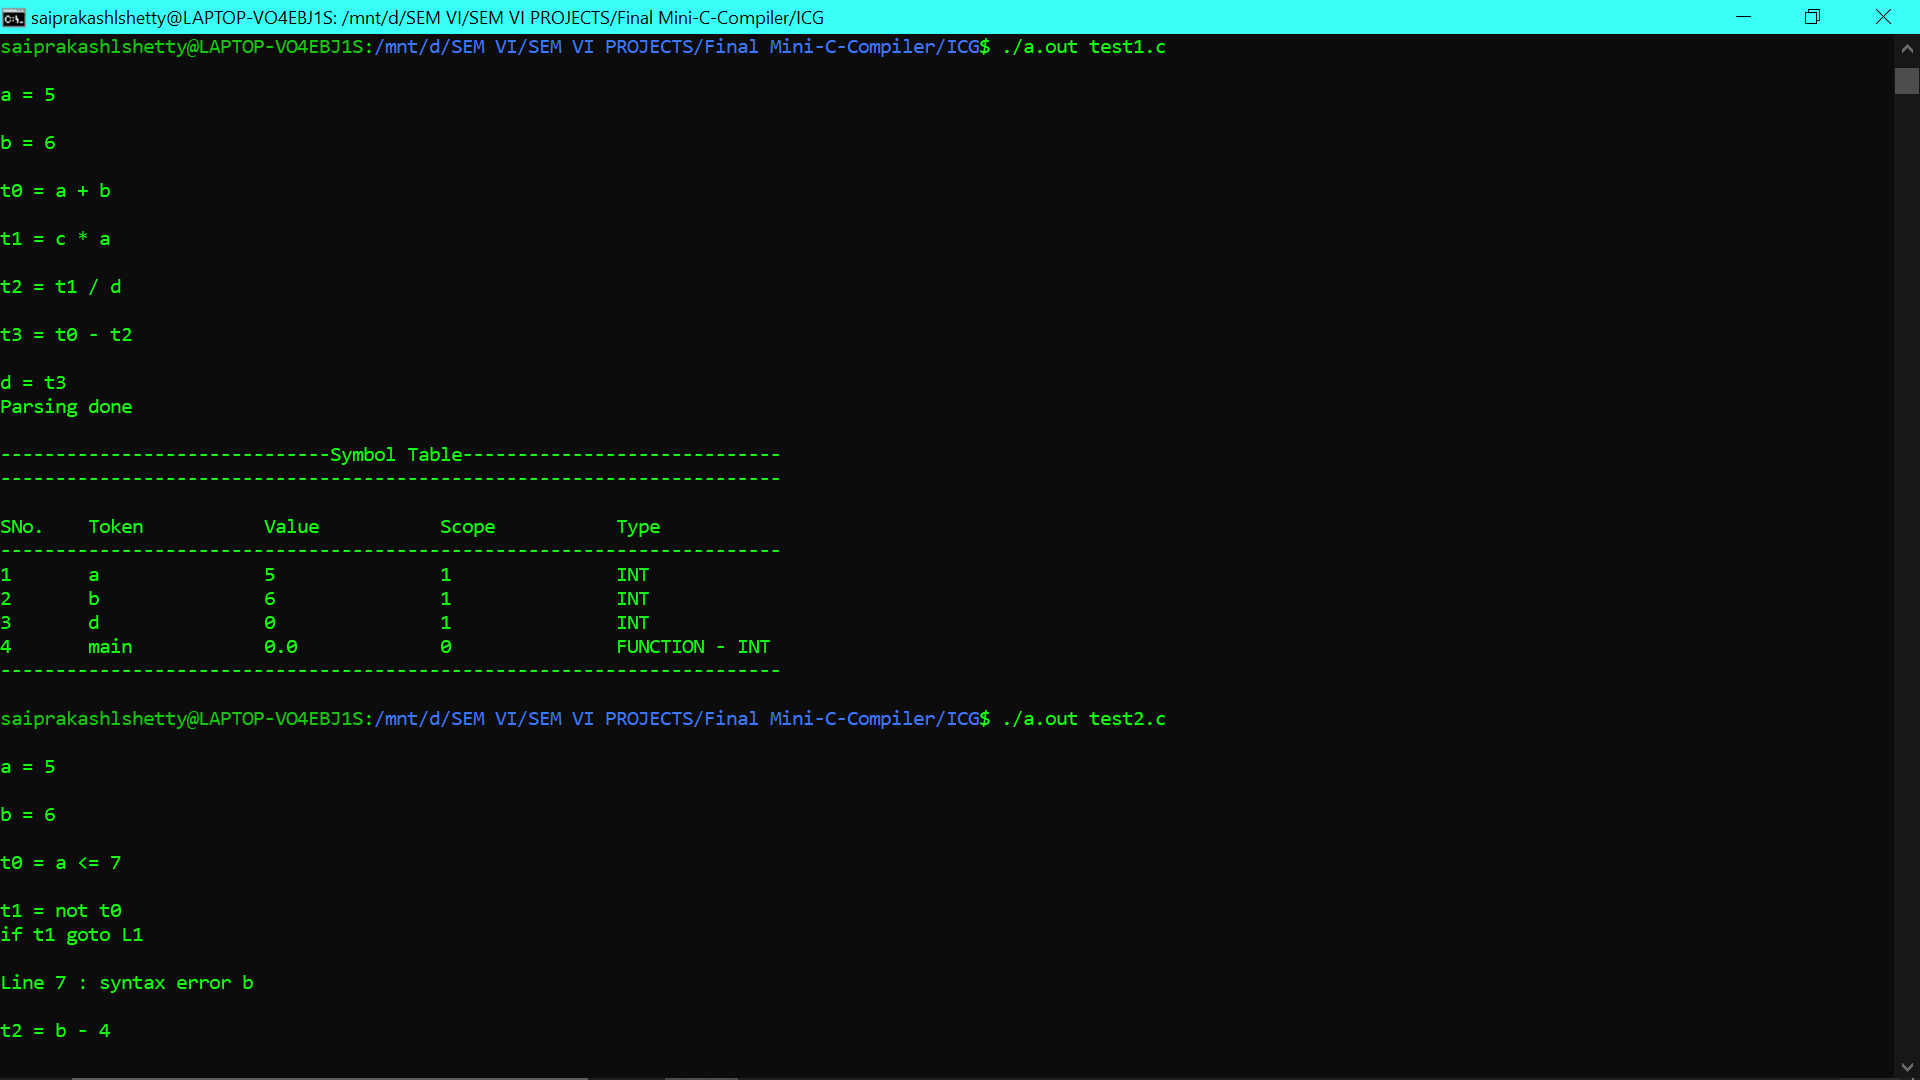 saiprakashlshetty@LAPTOP-VO4EBJ1S: /mnt/d/SEM VI/SEM VI PROJECTS/Final Mini-C-Compiler/ICG
saiprakashlshetty@LAPTOP-VO4EBJ1S:/mnt/d/SEM VI/SEM VI PROJECTS/Final Mini-C-Compiler/ICG$ ./a.out test1.c
a = 5
b = 6
t0 = a + b
t1 = c * a
t2 = t1 / d
t3 = t0 - t2
d = t3
Parsing done
------------------------------Symbol Table-----------------------------
-----------------------------------------------------------------------
SNo. Token Value Scope Type
-----------------------------------------------------------------------
1 a 5 1 INT
2 b 6 1 INT
3 d 0 1 INT
4 main 0.0 0 FUNCTION - INT
-----------------------------------------------------------------------
saiprakashlshetty@LAPTOP-VO4EBJ1S:/mnt/d/SEM VI/SEM VI PROJECTS/Final Mini-C-Compiler/ICG$ ./a.out test2.c
a = 5
b = 6
t0 = a <= 7
t1 = not t0
if t1 goto L1
Line 7 : syntax error b
t2 = b - 4